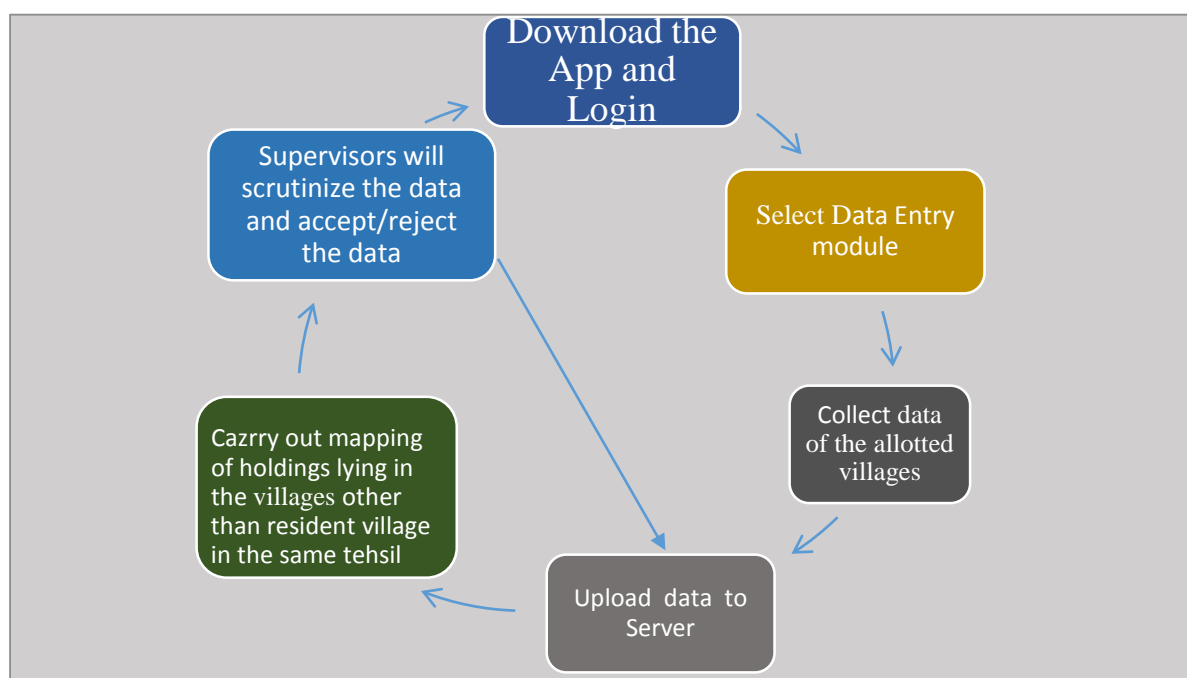 Download the
App and
Login
Select Data Entry
module
Collect data
of the allotted
villages
Upload data to
Server
Cazrry out mapping
of holdings lying in
the villages other
than resident village
in the same tehsil
Supervisors will
scrutinize the data
and accept/reject
the data